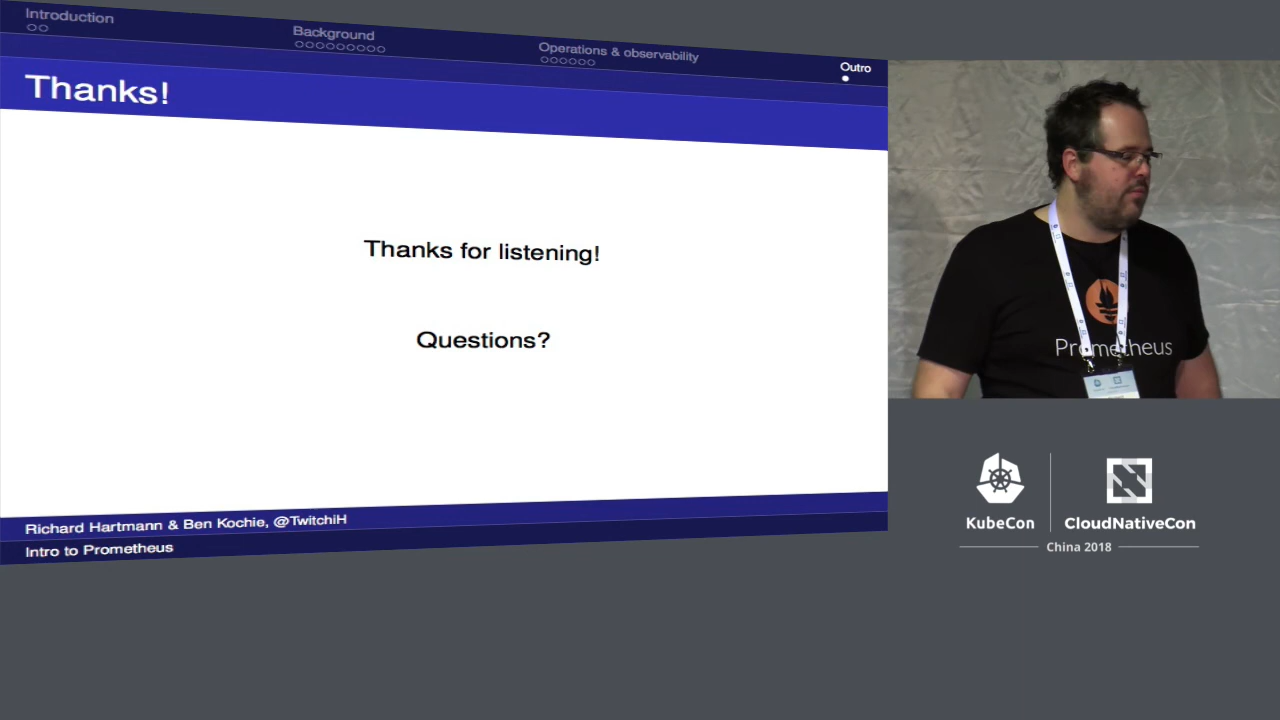 Introduction
Background
Operations & observability
Outro
Thanks!
Thanks for listening!
Questions?
Richard Hartmann & Ben Kochie, @TwitchiH
Intro to Prometheus
Prometheus
KubeCon
CloudNativeCon
China 2018